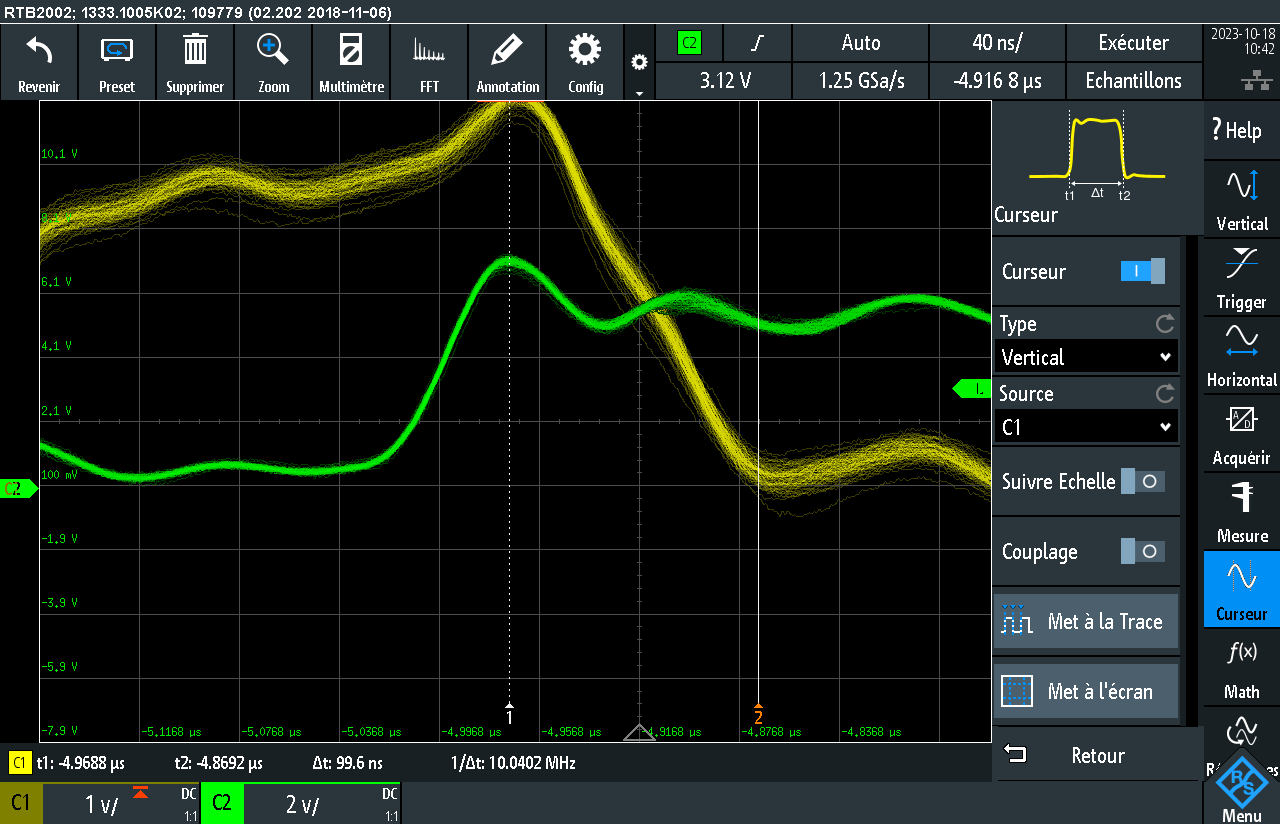 RTB2002; 1333.1005K02; 109779 (02.202 2018-11-06)
Revenir Preset Supprimer Zoom Multimètre FFT Annotation Config
C2 Auto 40 ns/ Exécuter
3.12 V 1.25 GSa/s -4.916 8 µs Echantillons
2023-10-18
10:42
10.1 V
8.1 V
6.1 V
4.1 V
2.1 V
100 mV
C2
-1.9 V
-3.9 V
-5.9 V
-7.9 V
1
2
-5.1168 µs -5.0768 µs -5.0368 µs -4.9968 µs -4.9568 µs -4.9168 µs -4.8768 µs -4.8368 µs
t1 Δt t2
Curseur
Curseur
Type
Vertical
Source
C1
Suivre Echelle
Couplage
Met à la Trace
Met à l'écran
Retour
? Help
Vertical
Trigger
Horizontal
A/D
Acquérir
Mesure
Curseur
f(x)
Math
R&S
Menu
C1 t1: -4.9688 µs t2: -4.8692 µs Δt: 99.6 ns 1/Δt: 10.0402 MHz
C1 1 v/ DC 1:1
C2 2 v/ DC 1:1